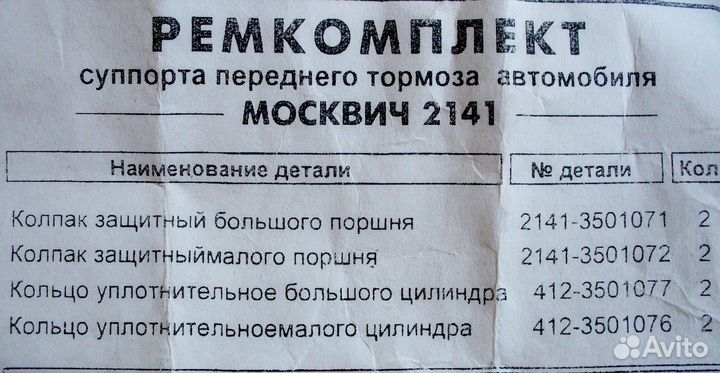 РЕМКОМПЛЕКТ
суппорта переднего тормоза автомобиля
МОСКВИЧ 2141
Наименование детали № детали Кол
Колпак защитный большого поршня 2141-3501071 2
Колпак защитныймалого поршня 2141-3501072 2
Кольцо уплотнительное большого цилиндра 412-3501077 2
Кольцо уплотнительноемалого цилиндра 412-3501076 2
Avito